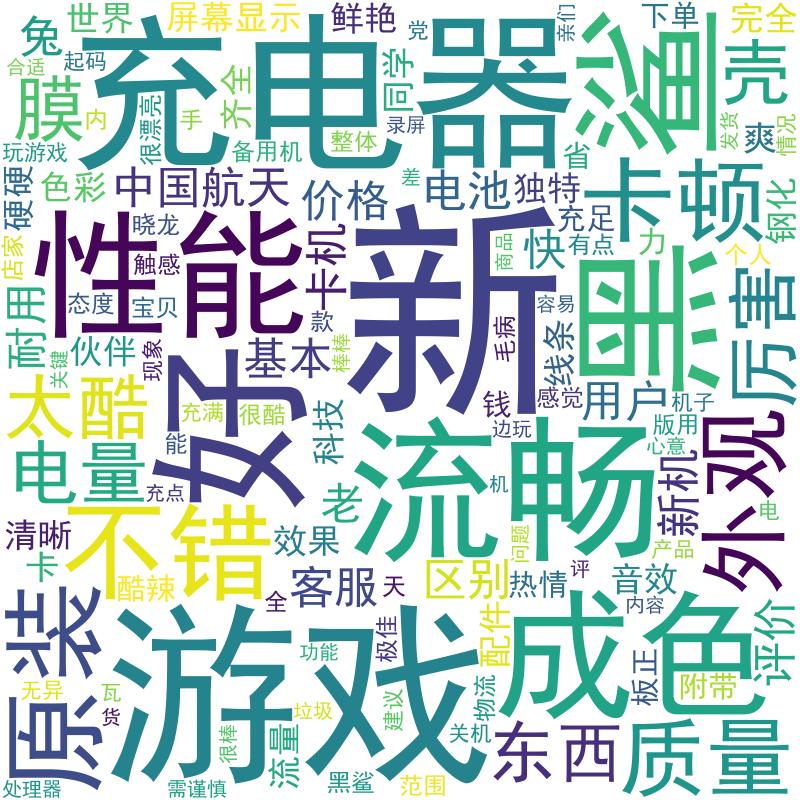 世界
屏幕显示
鲜艳
党
亲们
下单
完全
兔
充电器
鲨
壳
合适
起码
膜
内
很漂亮
手
齐全
同学
录屏
整体
备用机
省
发货
爽
情况
玩游戏
硬硬
色彩
中国航天
价格
差
电池
独特
卡顿
钢化
店家
晓龙
触感
性能
卡机
新
商品
快
充足
有点
力
个人
黑
厉害
耐用
态度
宝贝
款
容易
伙伴
现象
基本
棒棒
毛病
线条
关键
好
太酷
充满
很酷
科技
钱
感觉
用户
机子
边玩
版用
心意
外观
电量
能
充点
老
流畅
机
新机
电
清晰
不错
效果
问题
产品
卡
酷辣
客服
天
区别
热情
评
音效
全
内容
原装
游戏
功能
极佳
配件
成色
评价
板正
附带
无异
瓦
货
垃圾
建议
物流
关机
很棒
流量
东西
质量
处理器
需谨慎
黑鲨
范围